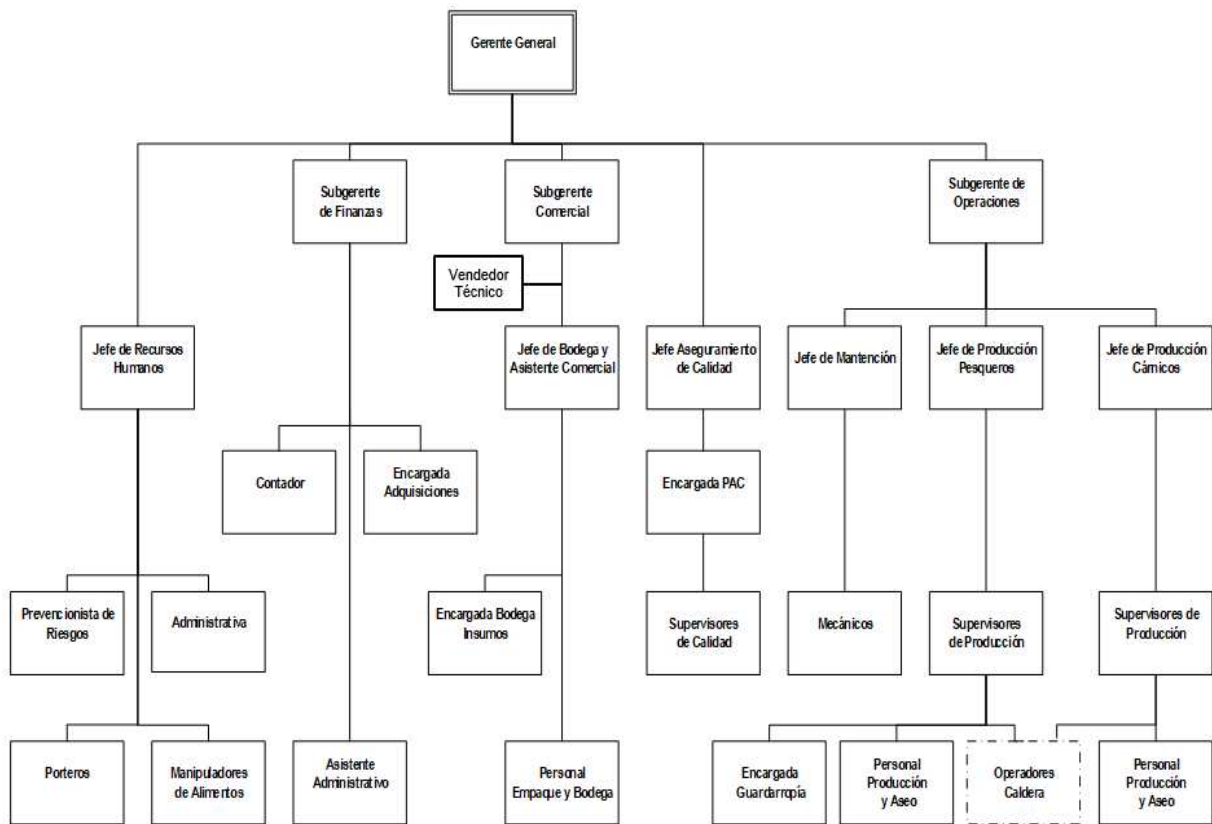 Gerente General
Subgerente
de Finanzas
Subgerente
Comercial
Subgerente de
Operaciones
Vendedor
Técnico
Jefe de Recursos
Humanos
Jefe de Bodega y
Asistente Comercial
Jefe Aseguramiento
de Calidad
Jefe de Mantención
Jefe de Producción
Pesqueros
Jefe de Producción
Cárnicos
Contador
Encargada
Adquisiciones
Encargada PAC
Prevencionista de
Riesgos
Administrativa
Encargada Bodega
Insumos
Supervisores
de Calidad
Mecánicos
Supervisores
de Producción
Supervisores de
Producción
Porteros
Manipuladores
de Alimentos
Asistente
Administrativo
Personal
Empaque y Bodega
Encargada
Guardarropía
Personal
Producción
y Aseo
Operadores
Caldera
Personal
Producción
y Aseo